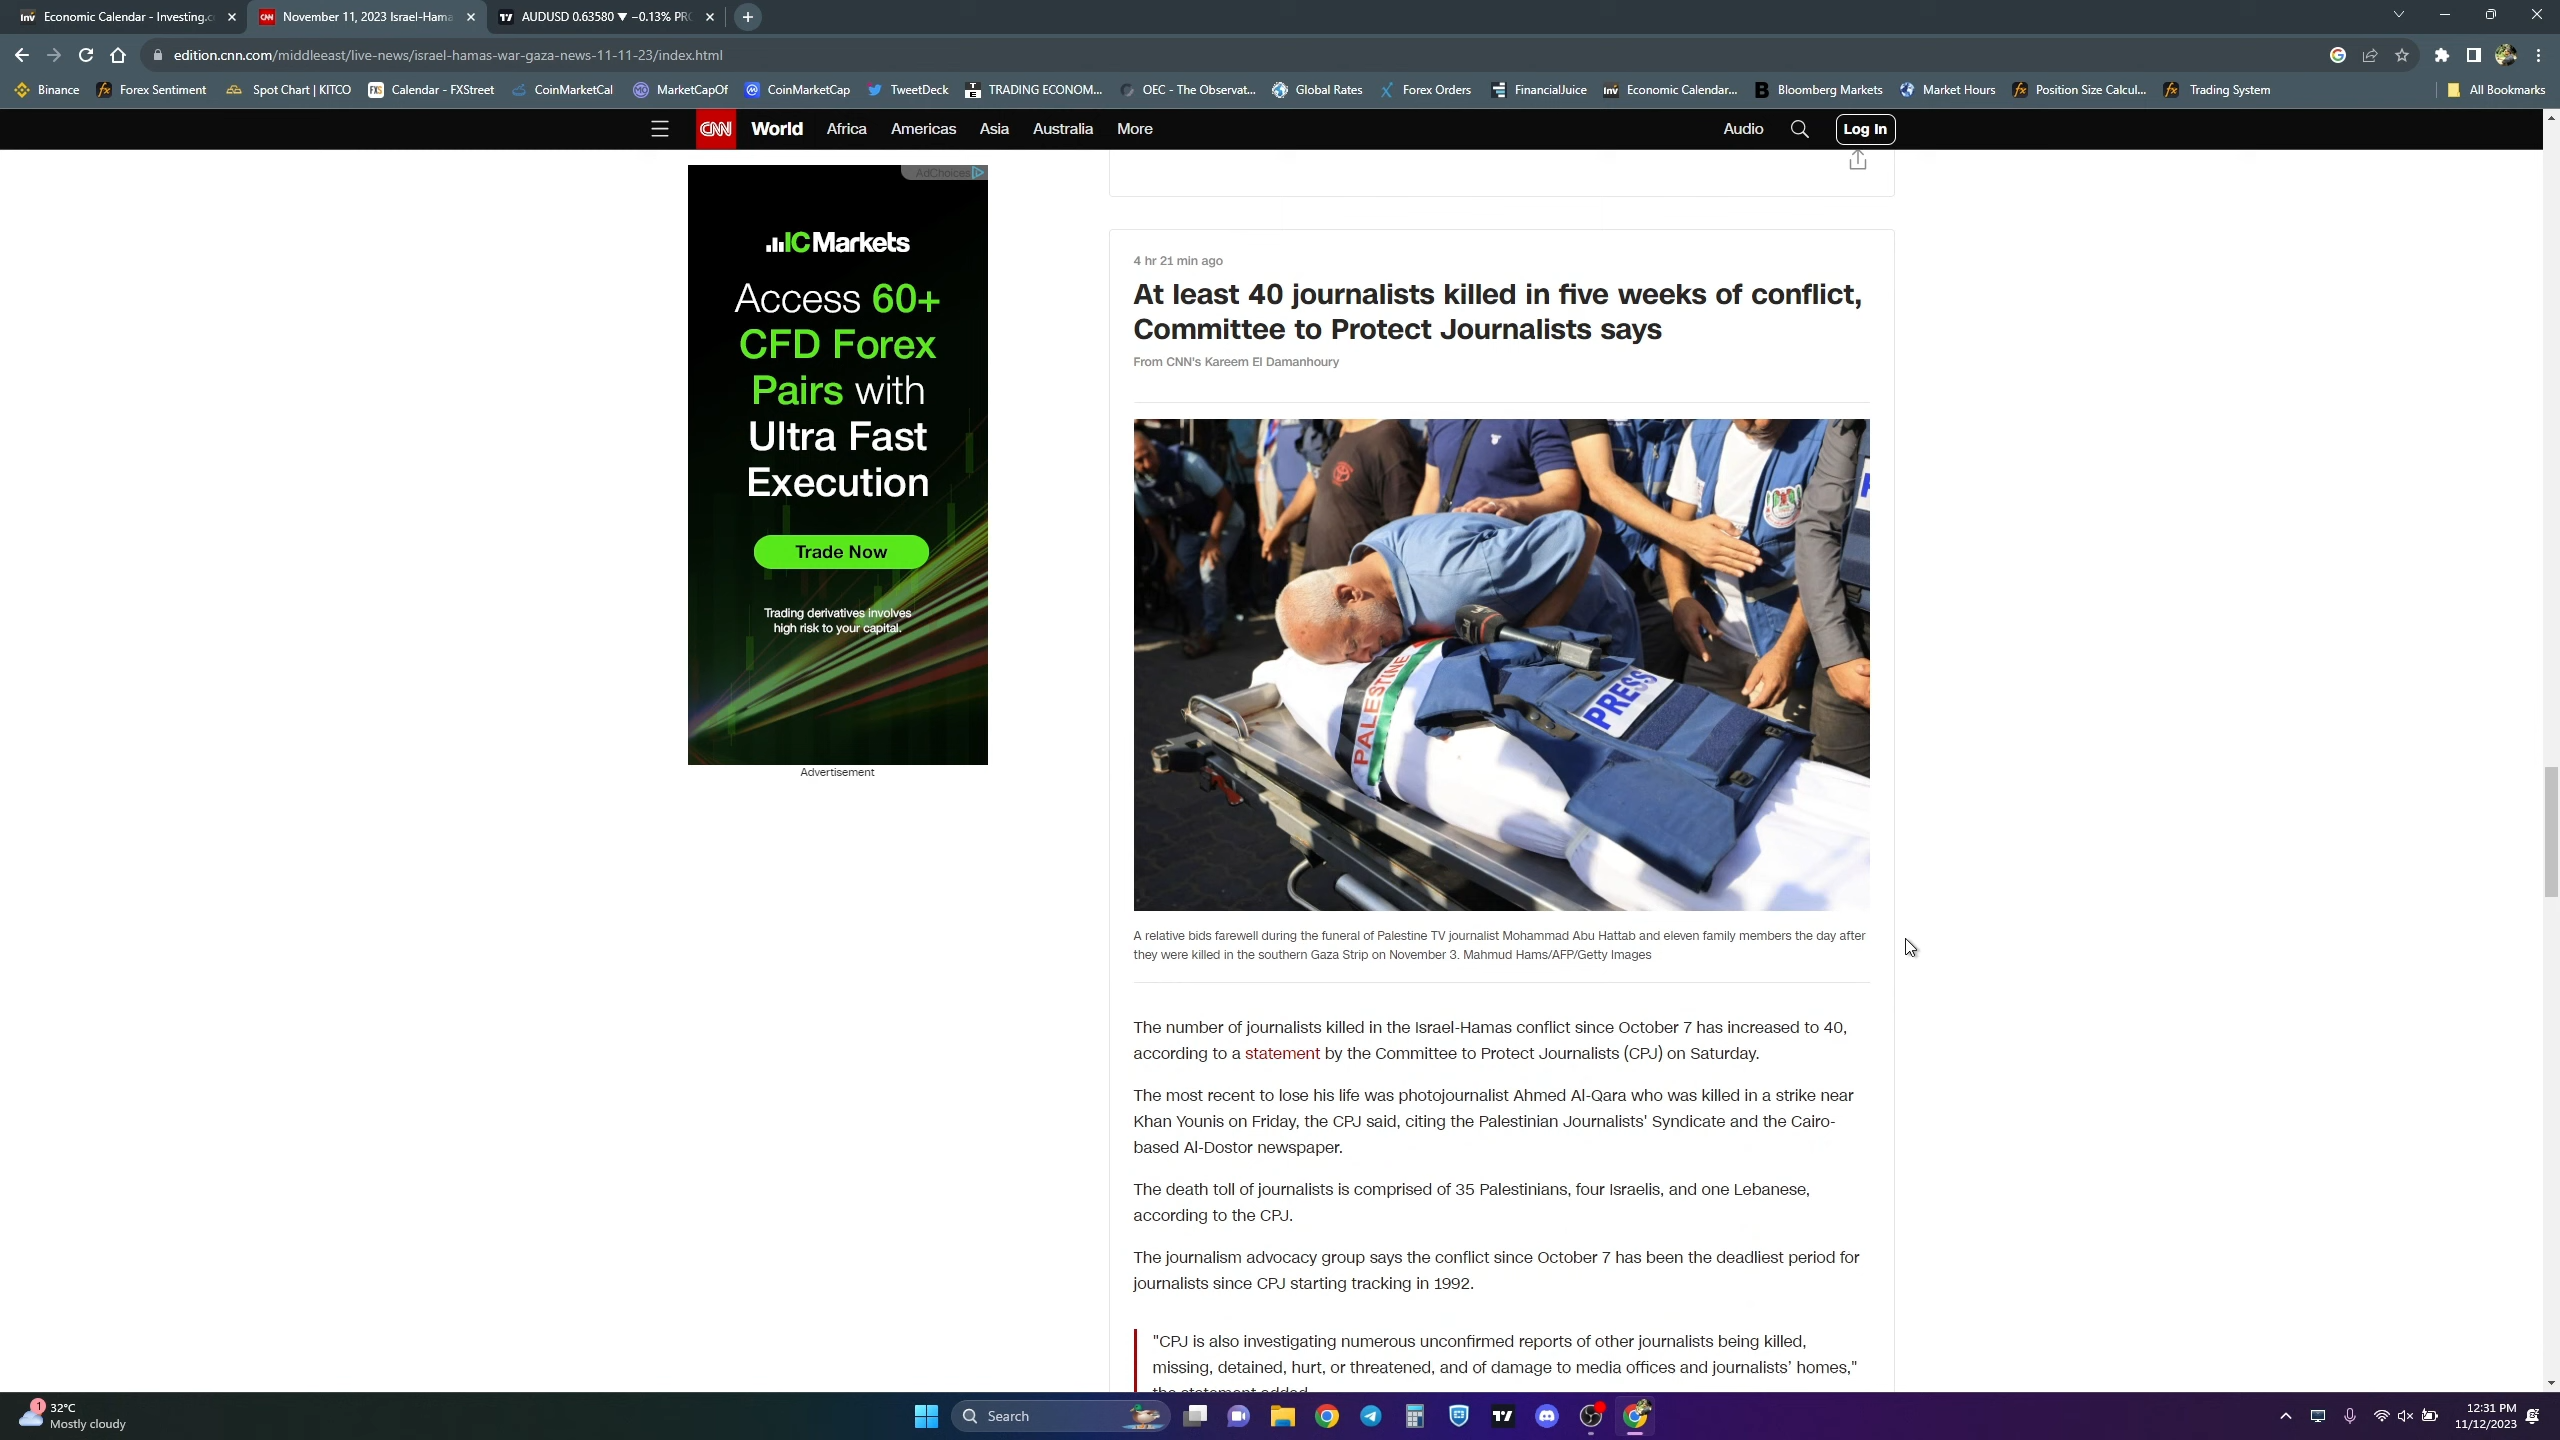 Economic Calendar - Investing.c
November 11, 2023 Israel-Hama
AUDUSD 0.63580 ▼ −0.13% PR
edition.cnn.com/middleeast/live-news/israel-hamas-war-gaza-news-11-11-23/index.html
Binance Forex Sentiment Spot Chart | KITCO Calendar - FXStreet CoinMarketCal MarketCapOf CoinMarketCap TweetDeck TRADING ECONOM... OEC - The Observat... Global Rates Forex Orders FinancialJuice Economic Calendar... Bloomberg Markets Market Hours Position Size Calcul... Trading System All Bookmarks
CNN World Africa Americas Asia Australia More Audio Log In
AdChoices
IC Markets
Access 60+
CFD Forex
Pairs with
Ultra Fast
Execution
Trade Now
Trading derivatives involves
high risk to your capital.
Advertisement
4 hr 21 min ago
At least 40 journalists killed in five weeks of conflict,
Committee to Protect Journalists says
From CNN's Kareem El Damanhoury
PALESTINE
PRESS
A relative bids farewell during the funeral of Palestine TV journalist Mohammad Abu Hattab and eleven family members the day after
they were killed in the southern Gaza Strip on November 3. Mahmud Hams/AFP/Getty Images
The number of journalists killed in the Israel-Hamas conflict since October 7 has increased to 40,
according to a statement by the Committee to Protect Journalists (CPJ) on Saturday.
The most recent to lose his life was photojournalist Ahmed Al-Qara who was killed in a strike near
Khan Younis on Friday, the CPJ said, citing the Palestinian Journalists' Syndicate and the Cairo-
based Al-Dostor newspaper.
The death toll of journalists is comprised of 35 Palestinians, four Israelis, and one Lebanese,
according to the CPJ.
The journalism advocacy group says the conflict since October 7 has been the deadliest period for
journalists since CPJ starting tracking in 1992.
"CPJ is also investigating numerous unconfirmed reports of other journalists being killed,
missing, detained, hurt, or threatened, and of damage to media offices and journalists’ homes,"
the statement added
1
32°C
Mostly cloudy
Search
12:31 PM
11/12/2023